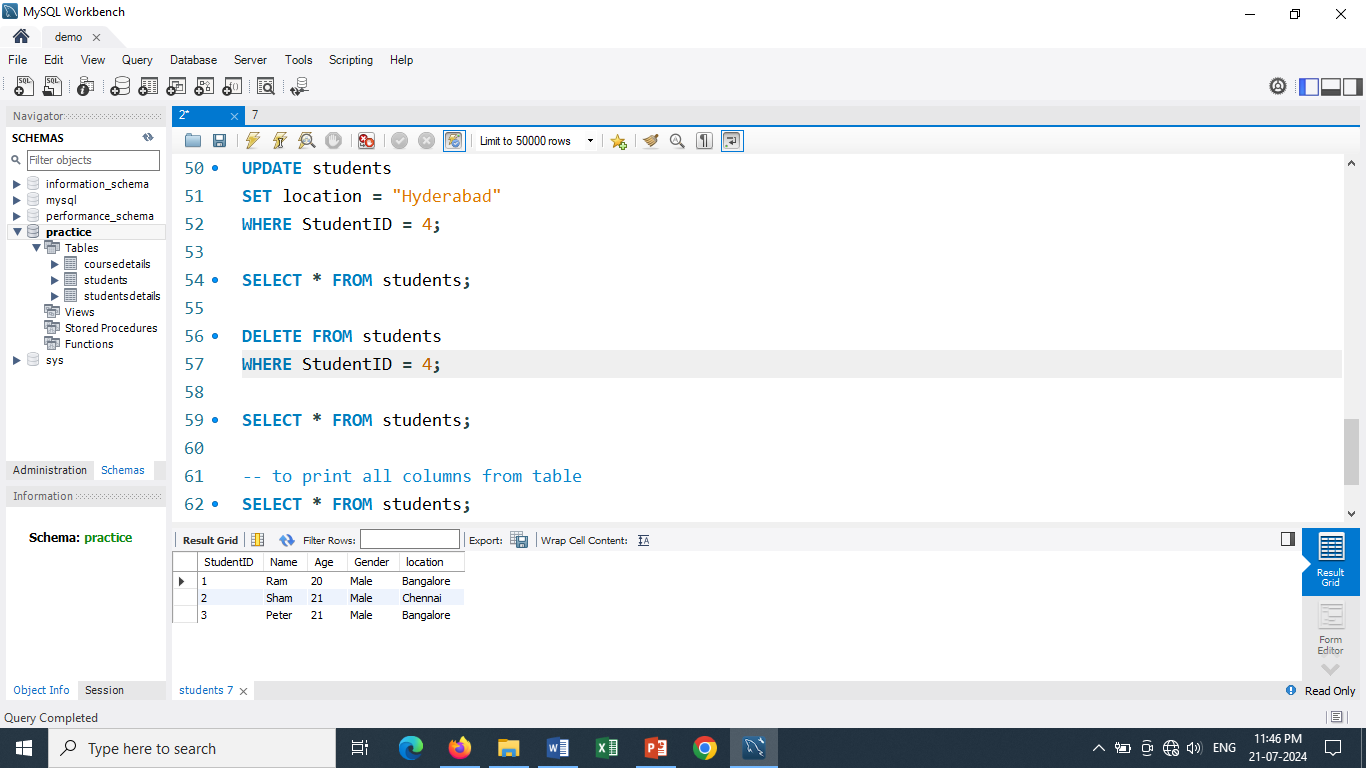 MySQL Workbench
demo
File Edit View Query Database Server Tools Scripting Help
Navigator
SCHEMAS
Filter objects
information_schema
mysql
performance_schema
practice
Tables
coursedetails
students
studentsdetails
Views
Stored Procedures
Functions
sys
Administration Schemas
Information
Schema: practice
Object Info Session
2* 7
Limit to 50000 rows
50 UPDATE students
51 SET location = "Hyderabad"
52 WHERE StudentID = 4;
53
54 SELECT * FROM students;
55
56 DELETE FROM students
57 WHERE StudentID = 4;
58
59 SELECT * FROM students;
60
61 -- to print all columns from table
62 SELECT * FROM students;
Result Grid Filter Rows: Export: Wrap Cell Content:
StudentID Name Age Gender location
1 Ram 20 Male Bangalore
2 Sham 21 Male Chennai
3 Peter 21 Male Bangalore
Result
Grid
Form
Editor
students 7
Read Only
Query Completed
Type here to search
ENG
11:46 PM
21-07-2024